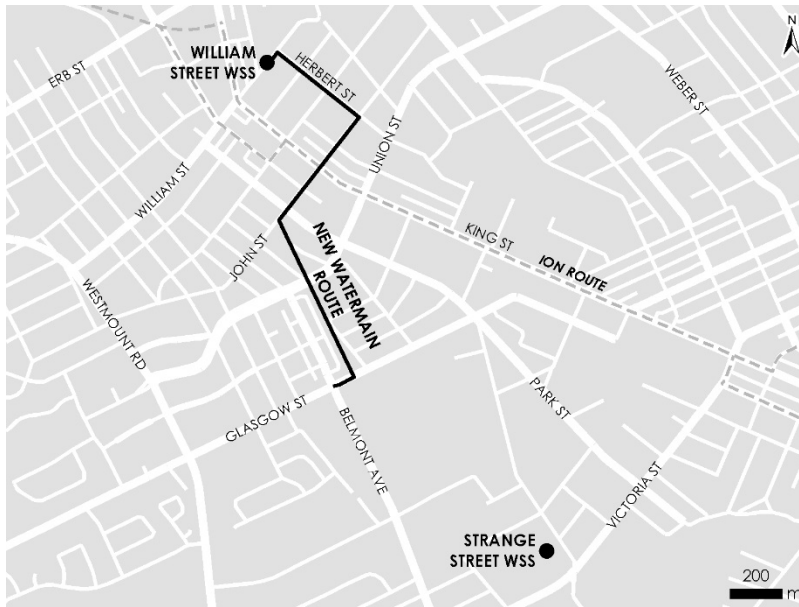 N
WILLIAM
STREET WSS
HERBERT ST
ERB ST
WEBER ST
UNION ST
WILLIAM ST
KING ST
ION ROUTE
JOHN ST
NEW WATERMAIN
ROUTE
WESTMOUNT RD
PARK ST
GLASGOW ST
BELMONT AVE
VICTORIA ST
STRANGE
STREET WSS
200
m